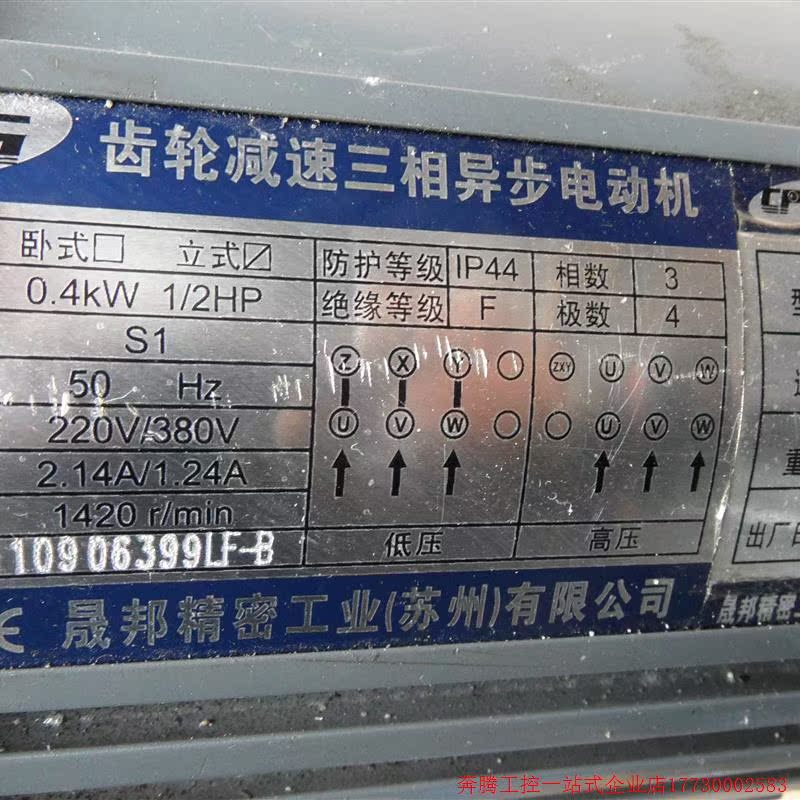 齿轮减速三相异步电动机
卧式□ 立式☑ 防护等级 IP44 相数 3
0.4kW 1/2HP 绝缘等级 F 极数 4
S1
Z X Y ZXY U V W
50 Hz
U V W U V W
220V/380V
2.14A/1.24A
1420 r/min
低压 高压
10906399LF-B
出厂日
重
晟邦精密工业(苏州)有限公司
晟邦精密
奔腾工控一站式企业店17730002583